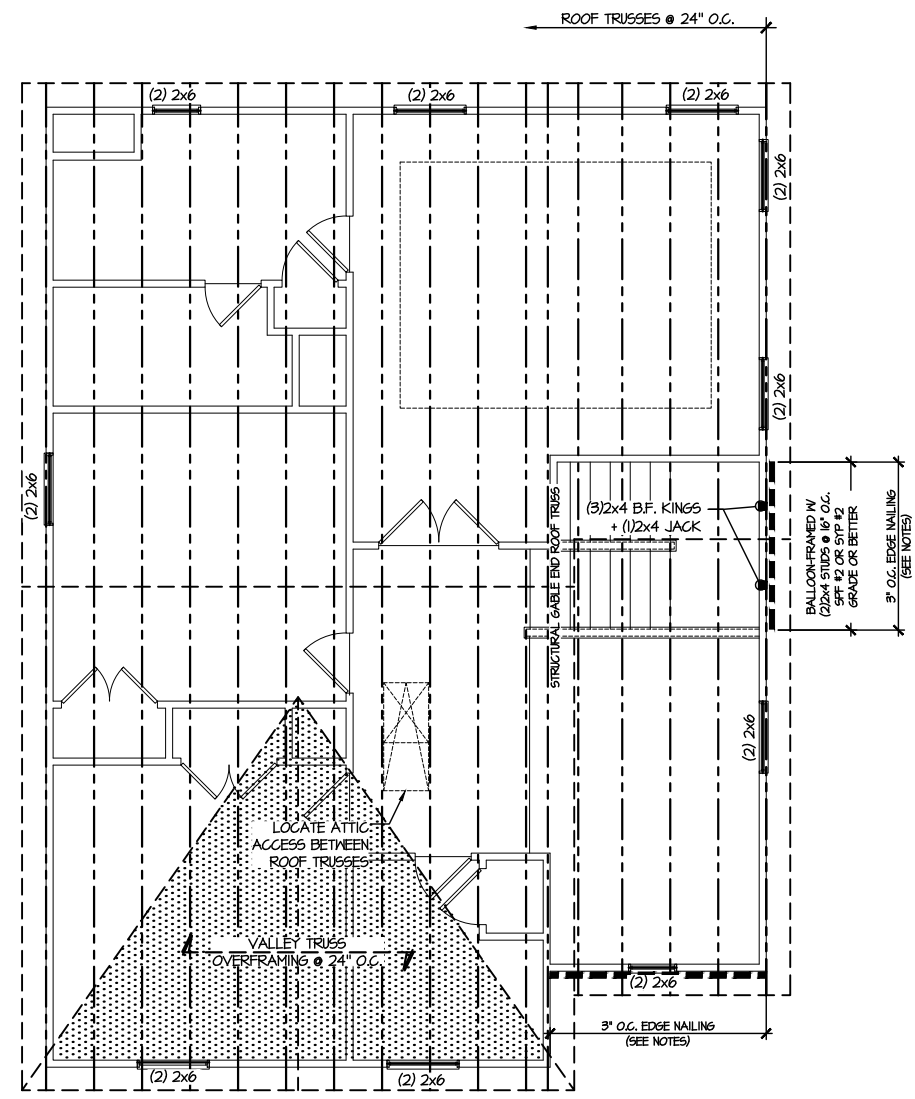 ROOF TRUSSES @ 24" O.C.
(2) 2x6
(2) 2x6
(2) 2x6
(2) 2x6
(2) 2x6
(2) 2x6
STRUCTURAL GABLE END ROOF TRUSS
(3)2x4 B.F. KINGS
+ (1)2x4 JACK
BALLOON-FRAMED W/
(2)2x4 STUDS @ 16" O.C.
SPF #2 OR SYP #2
GRADE OR BETTER
3" O.C. EDGE NAILING
(SEE NOTES)
(2) 2x6
LOCATE ATTIC
ACCESS BETWEEN
ROOF TRUSSES
VALLEY TRUSS
OVERFRAMING @ 24" O.C.
(2) 2x6
3" O.C. EDGE NAILING
(SEE NOTES)
(2) 2x6
(2) 2x6